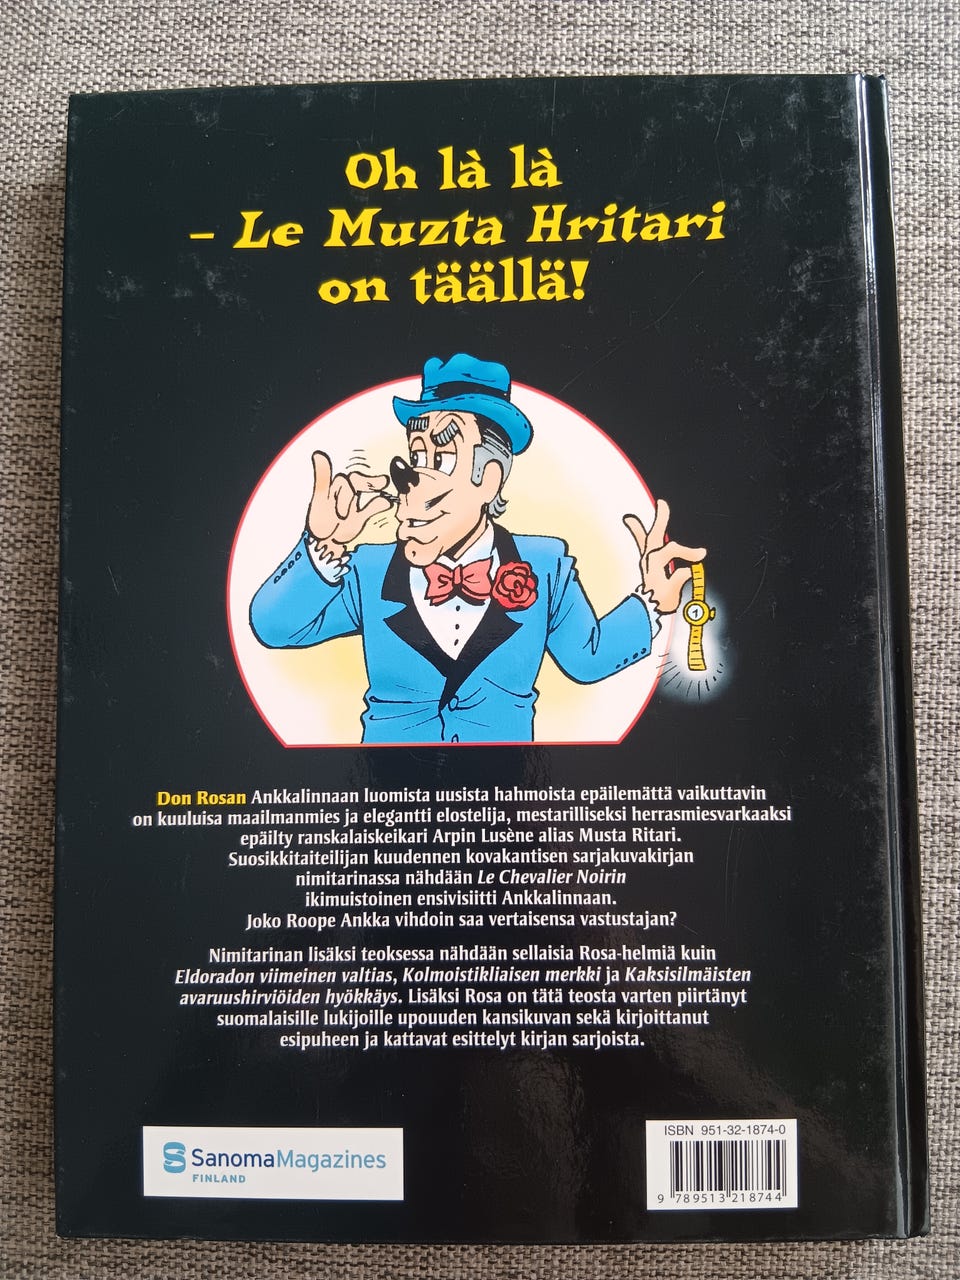 Oh là là
– Le Muzta Hritari
on täällä!
1
Don Rosan Ankkalinnaan luomista uusista hahmoista epäilemättä vaikuttavin
on kuuluisa maailmanmies ja elegantti elostelija, mestarilliseksi herrasmiesvarkaaksi
epäilty ranskalaiskeikari Arpin Lusène alias Musta Ritari.
Suosikkitaiteilijan kuudennen kovakantisen sarjakuvakirjan
nimitarinassa nähdään Le Chevalier Noirin
ikimuistoinen ensivisiitti Ankkalinnaan.
Joko Roope Ankka vihdoin saa vertaisensa vastustajan?
Nimitarinan lisäksi teoksessa nähdään sellaisia Rosa-helmiä kuin
Eldoradon viimeinen valtias, Kolmoistikliaisen merkki ja Kaksisilmäisten
avaruushirviöiden hyökkäys. Lisäksi Rosa on tätä teosta varten piirtänyt
suomalaisille lukijoille upouuden kansikuvan sekä kirjoittanut
esipuheen ja kattavat esittelyt kirjan sarjoista.
SanomaMagazines
FINLAND
ISBN 951-32-1874-0
9 789513 218744